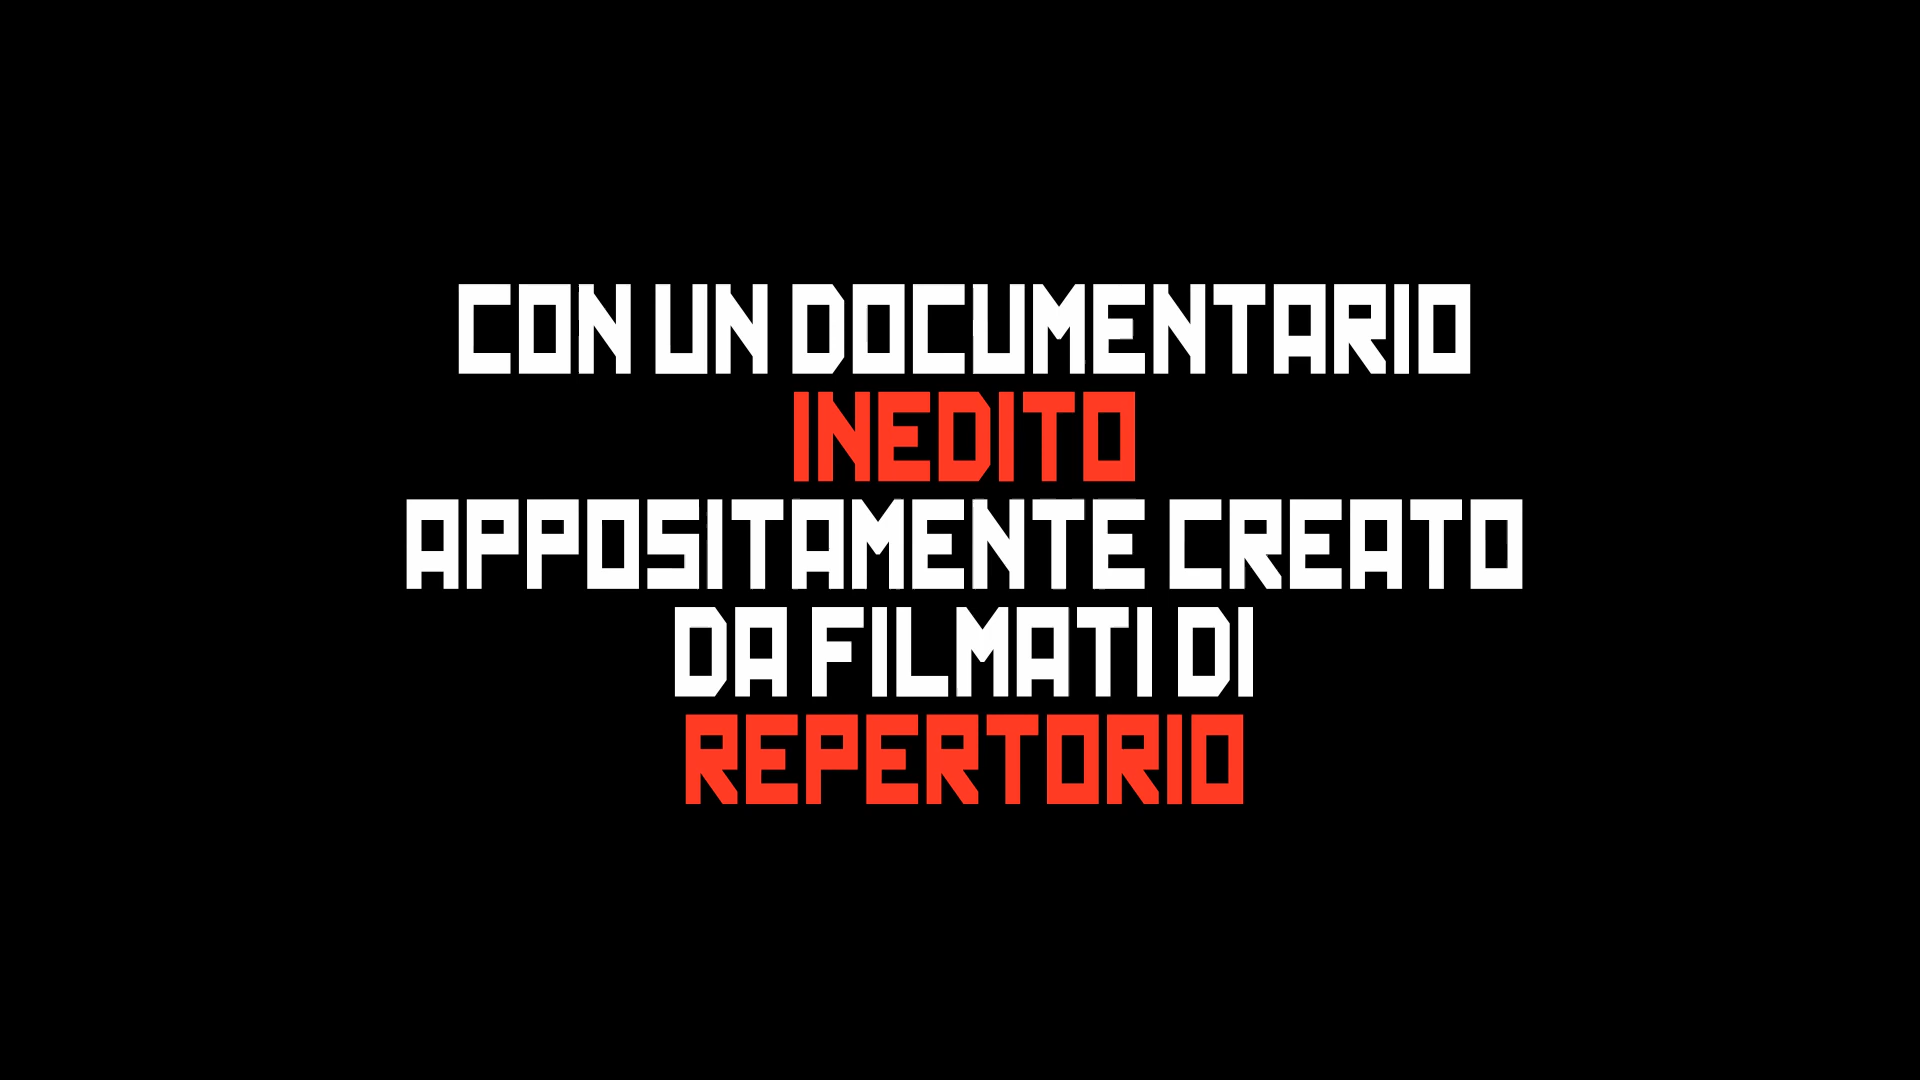 CON UN DOCUMENTARIO
INEDITO
APPOSITAMENTE CREATO
DA FILMATI DI
REPERTORIO